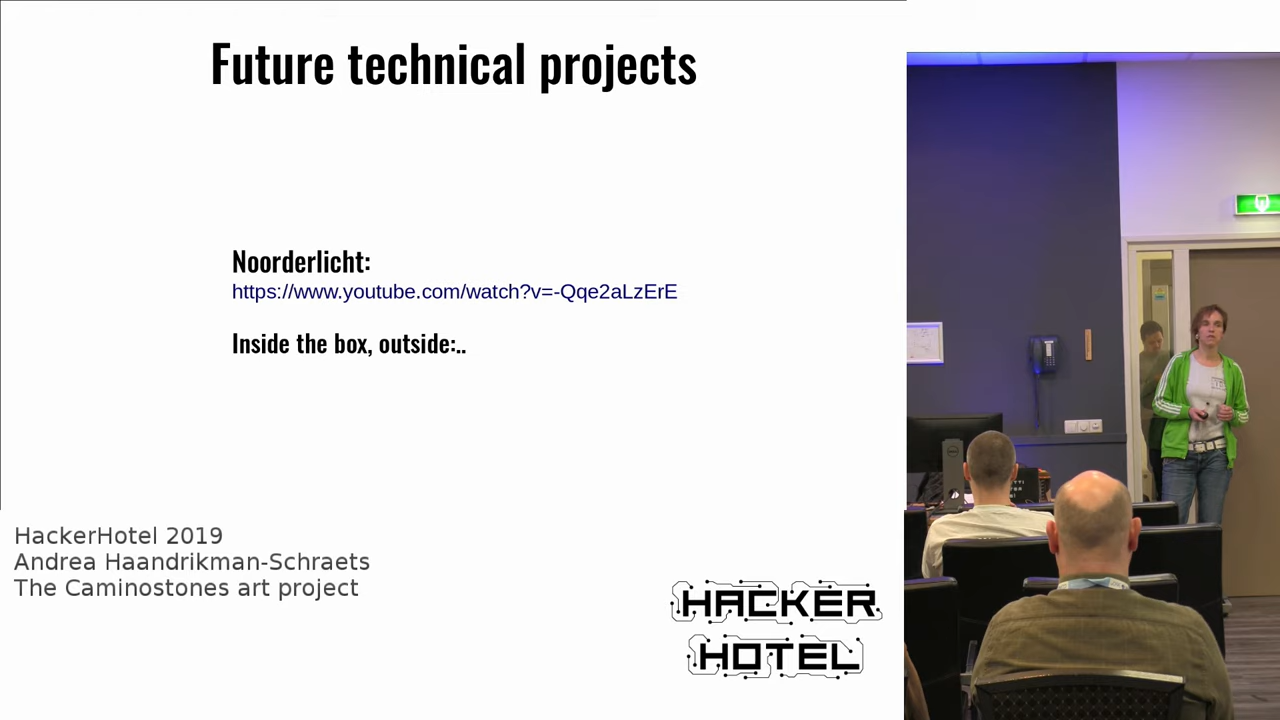 Future technical projects
Noorderlicht:
https://www.youtube.com/watch?v=-Qqe2aLzErE
Inside the box, outside:..
HackerHotel 2019
Andrea Haandrikman-Schraets
The Caminostones art project
HACKER
HOTEL